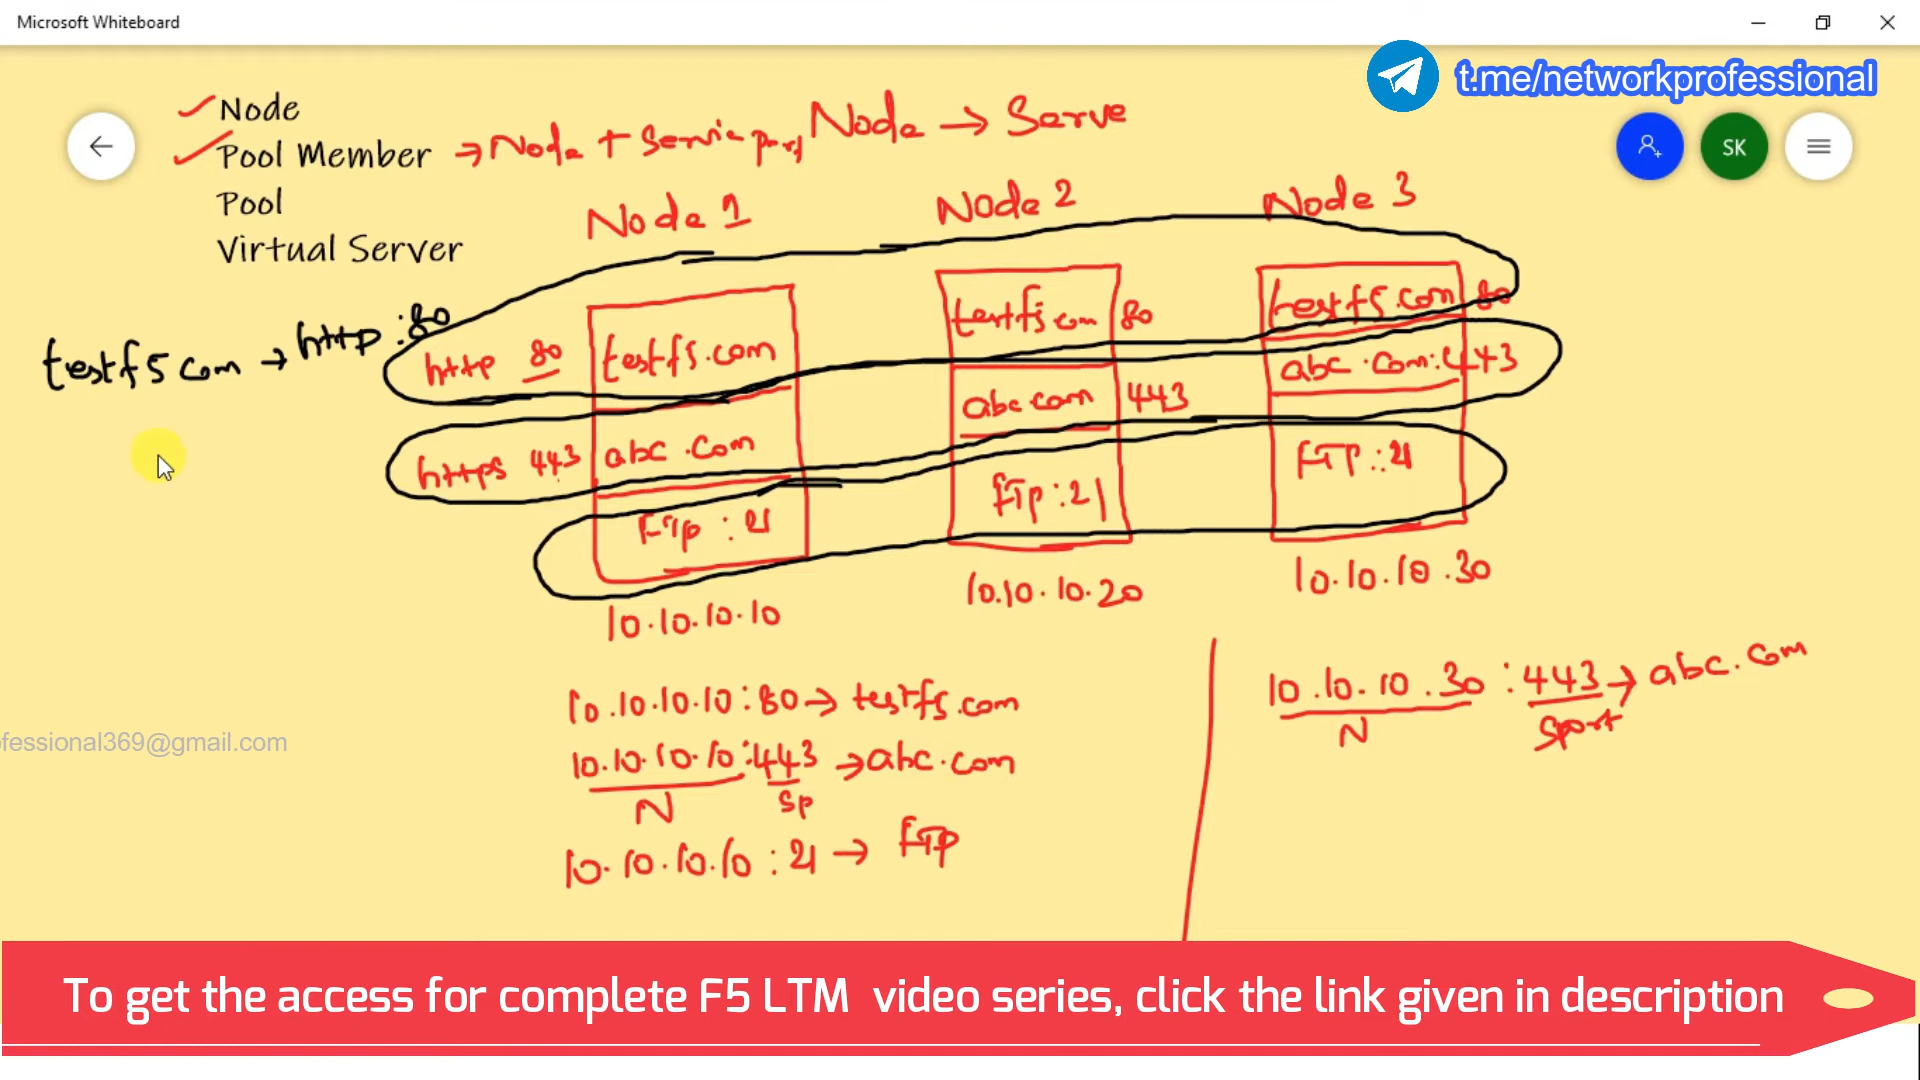 Microsoft Whiteboard
t.me/networkprofessional
Node
Pool Member → Node + Service port
Node → Serve
SK
Pool
Virtual Server
Node 1
Node 2
Node 3
testf5 com → http :80
http 80 testf5.com
testf5 com 80
testf5.com 80
https 443 abc .com
abc com 443
abc .com:443
FTP : 21
FTP :21
FTP :21
10.10.10.10
10.10.10.20
10.10.10.30
10.10.10.10:80 → testf5.com
10.10.10.10:443 → abc.com
N SP
10.10.10.10:21 → FTP
10.10.10.30:443 → abc.com
N Sport
ofessional369@gmail.com
To get the access for complete F5 LTM video series, click the link given in description